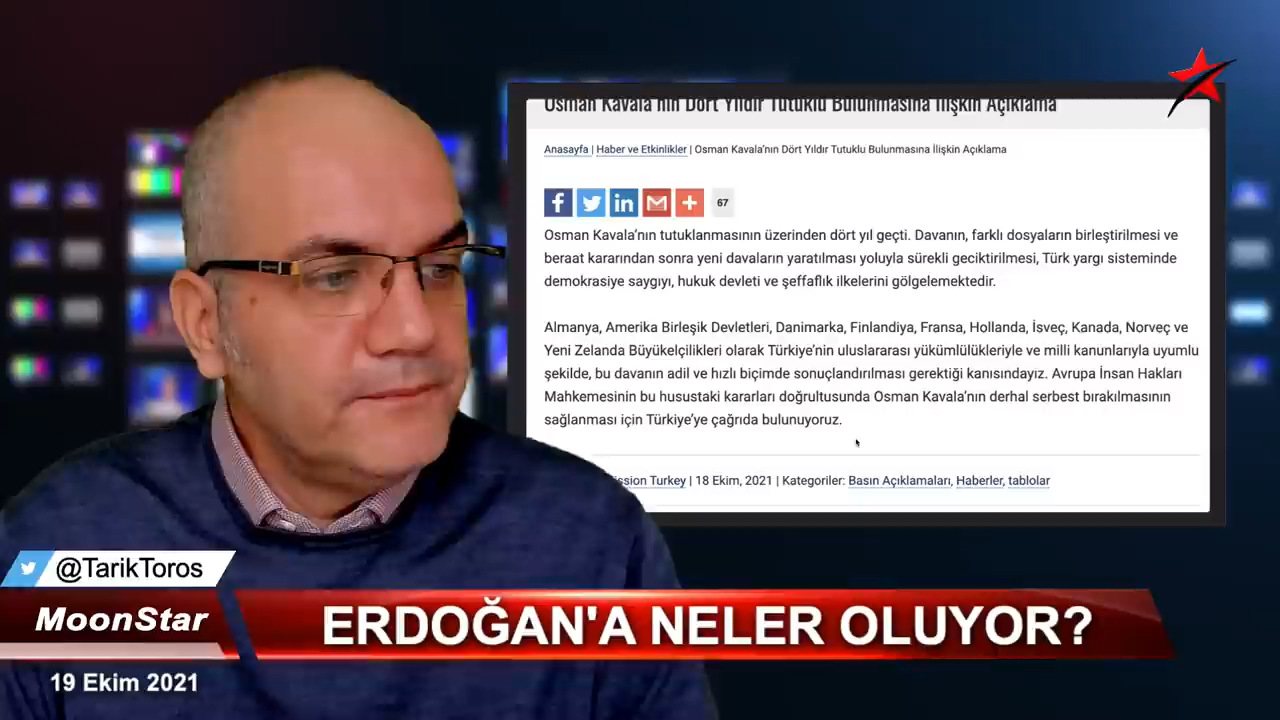 Osman Kavala'nın Dört Yıldır Tutuklu Bulunmasına İlişkin Açıklama
Anasayfa | Haber ve Etkinlikler | Osman Kavala'nın Dört Yıldır Tutuklu Bulunmasına İlişkin Açıklama
67
Osman Kavala'nın tutuklanmasının üzerinden dört yıl geçti. Davanın, farklı dosyaların birleştirilmesi ve
beraat kararından sonra yeni davaların yaratılması yoluyla sürekli geciktirilmesi, Türk yargı sisteminde
demokrasiye saygıyı, hukuk devleti ve şeffaflık ilkelerini gölgelemektedir.
Almanya, Amerika Birleşik Devletleri, Danimarka, Finlandiya, Fransa, Hollanda, İsveç, Kanada, Norveç ve
Yeni Zelanda Büyükelçilikleri olarak Türkiye'nin uluslararası yükümlülükleriyle ve milli kanunlarıyla uyumlu
şekilde, bu davanın adil ve hızlı biçimde sonuçlandırılması gerektiği kanısındayız. Avrupa İnsan Hakları
Mahkemesinin bu husustaki kararları doğrultusunda Osman Kavala'nın derhal serbest bırakılmasının
sağlanması için Türkiye'ye çağrıda bulunuyoruz.
Turkey | 18 Ekim, 2021 | Kategoriler: Basın Açıklamaları, Haberler, tablolar
@TarikToros
MoonStar
ERDOĞAN'A NELER OLUYOR?
19 Ekim 2021